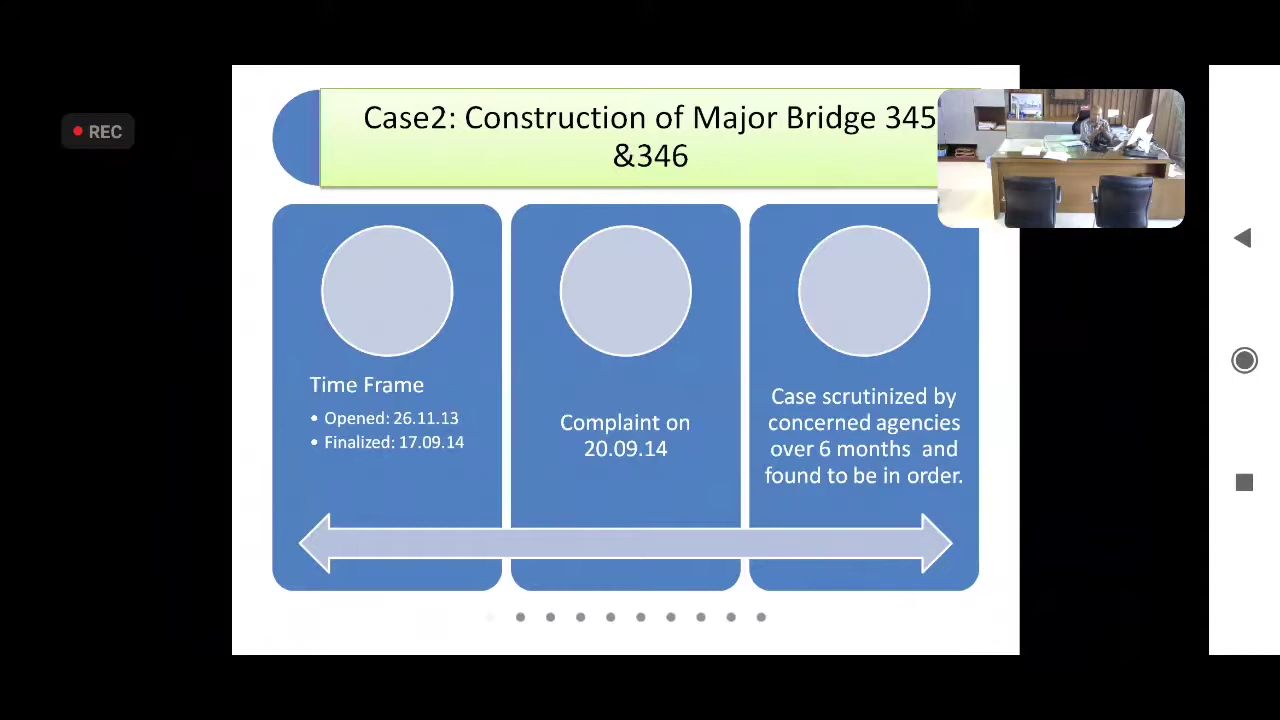 REC
Case2: Construction of Major Bridge 345
&346
Time Frame
• Opened: 26.11.13
• Finalized: 17.09.14
Complaint on
20.09.14
Case scrutinized by
concerned agencies
over 6 months  and
found to be in order.